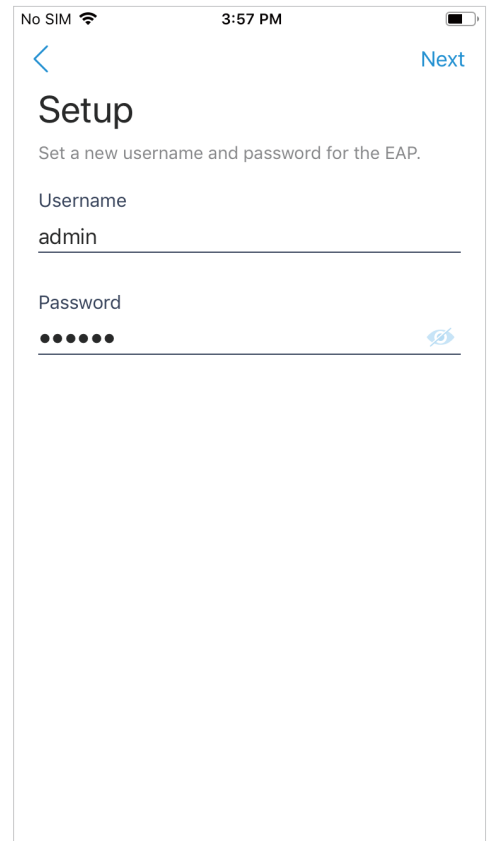 No SIM 3:57 PM
Next
Setup
Set a new username and password for the EAP.
Username
admin
Password
••••••